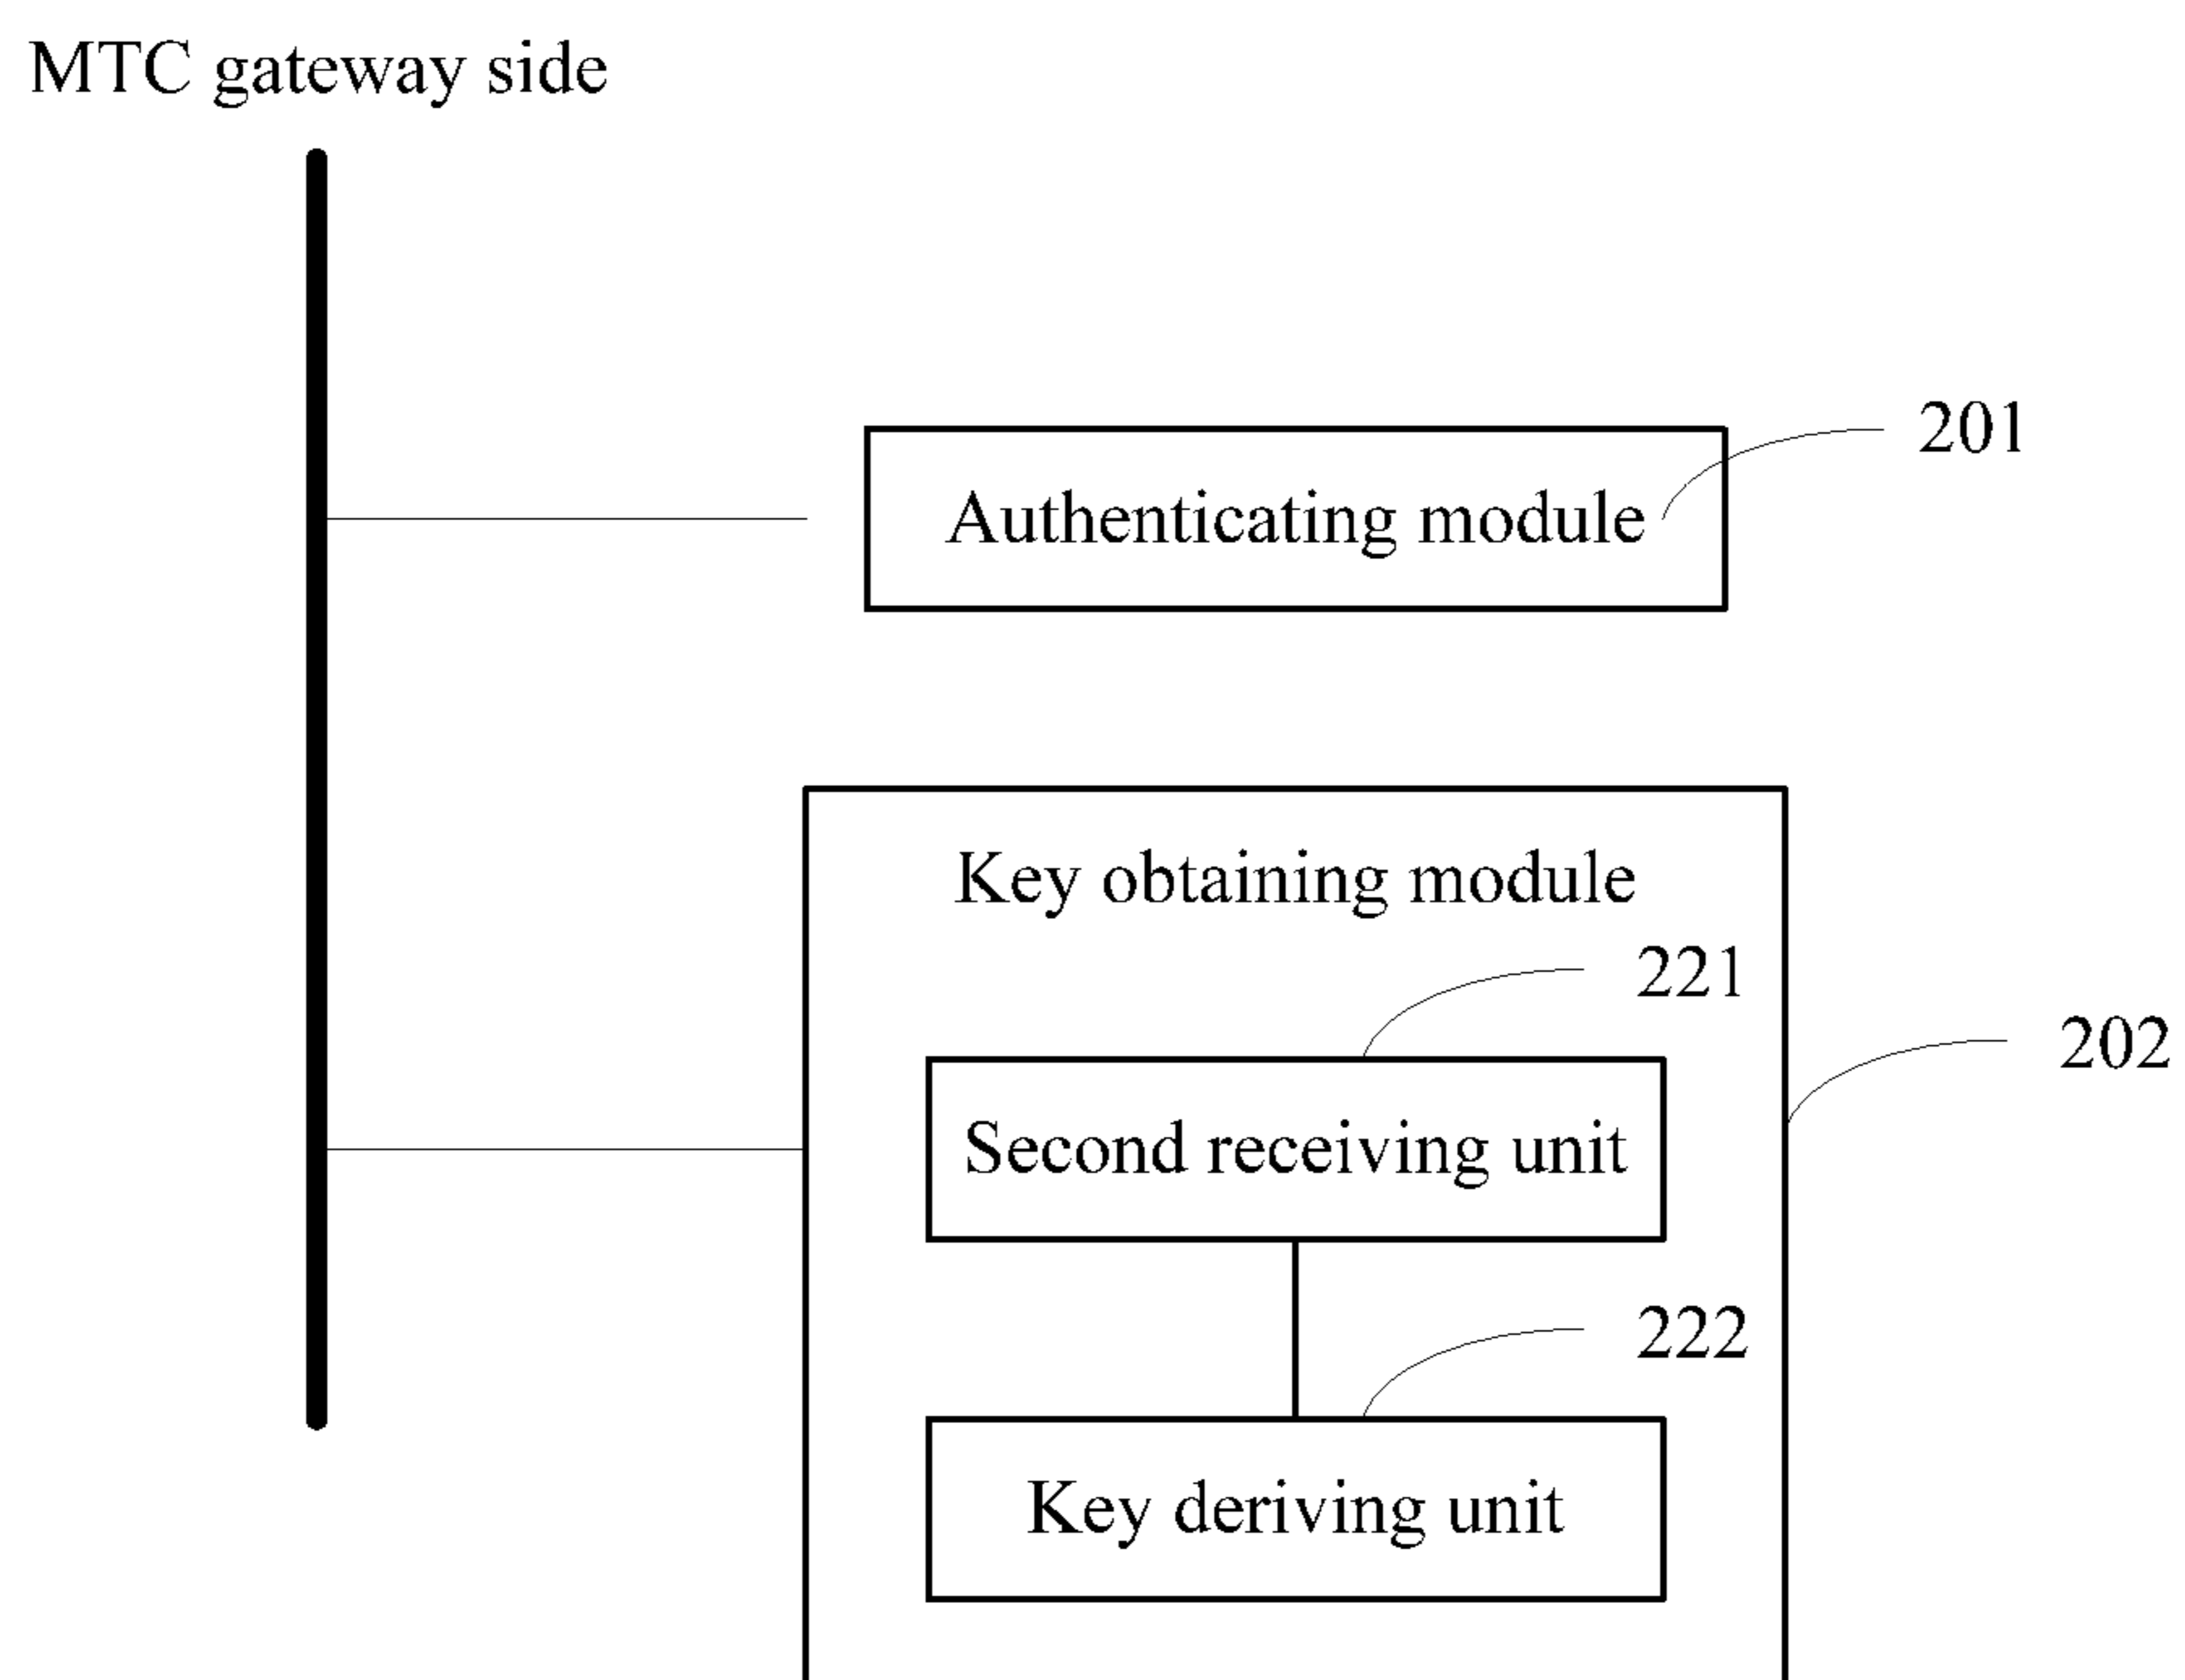 MTC gateway side
201
Authenticating module
Key obtaining module
221
202
Second receiving unit
222
Key deriving unit